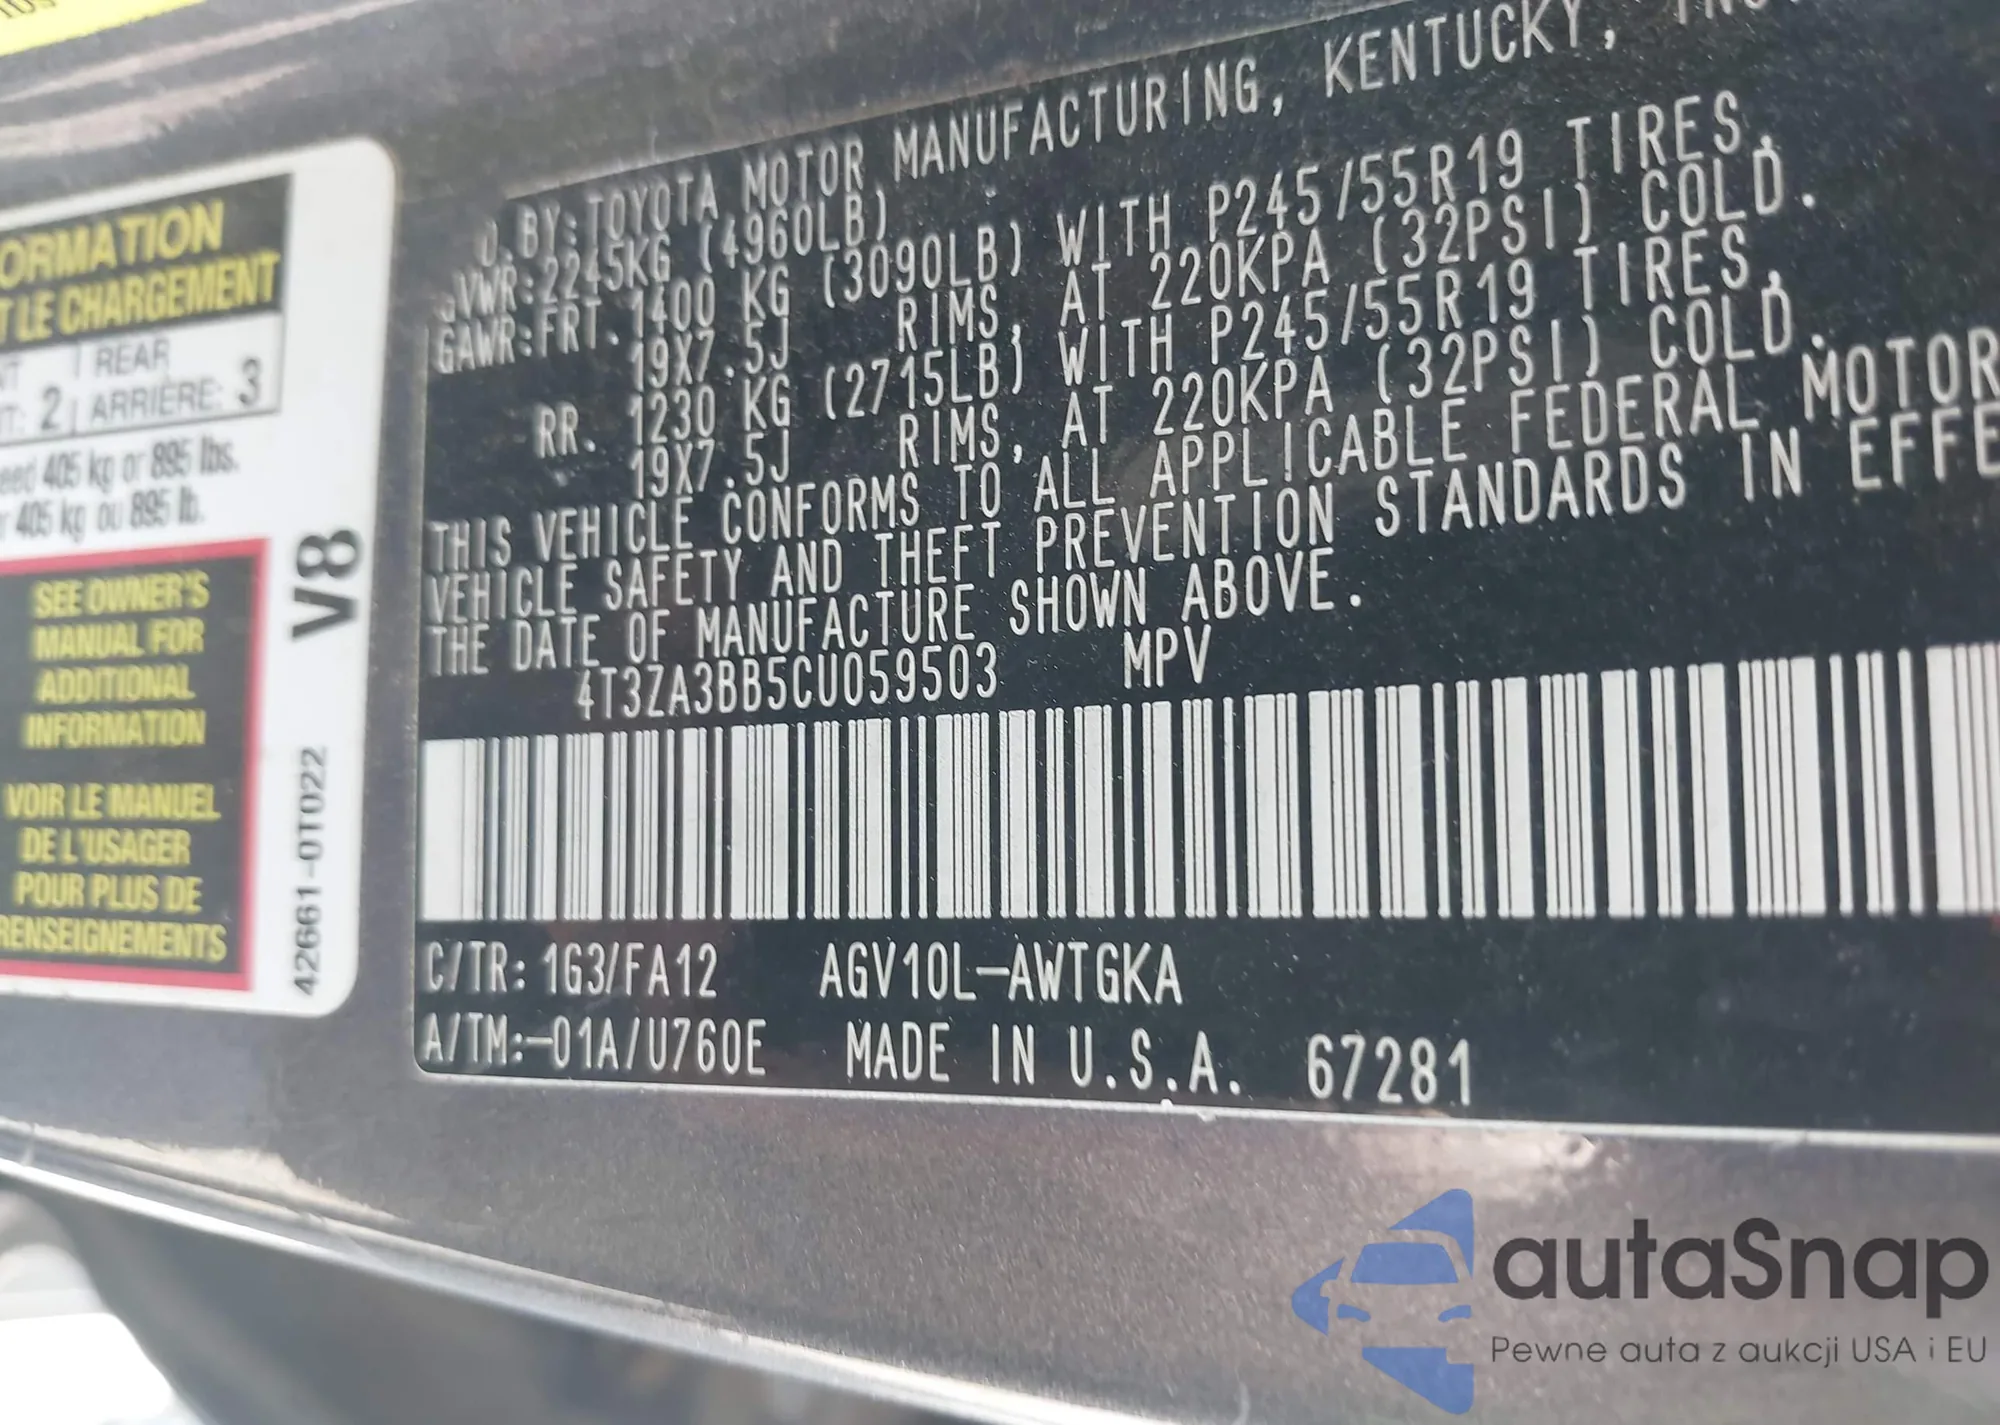 ORMATION
T LE CHARGEMENT
NT REAR
T: 2 ARRIÈRE: 3
eed 405 kg or 895 lbs.
r 405 kg ou 895 lb.
SEE OWNER'S
MANUAL FOR
ADDITIONAL
INFORMATION
VOIR LE MANUEL
DE L'USAGER
POUR PLUS DE
RENSEIGNEMENTS
V8
42661-0T022
D. BY: TOYOTA MOTOR MANUFACTURING, KENTUCKY, INC.
GVWR: 2245KG (4960LB)
GAWR: FRT. 1400 KG (3090LB) WITH P245/55R19 TIRES,
19X7.5J RIMS, AT 220KPA (32PSI) COLD.
RR. 1230 KG (2715LB) WITH P245/55R19 TIRES,
19X7.5J RIMS, AT 220KPA (32PSI) COLD.
THIS VEHICLE CONFORMS TO ALL APPLICABLE FEDERAL MOTOR
VEHICLE SAFETY AND THEFT PREVENTION STANDARDS IN EFFE
THE DATE OF MANUFACTURE SHOWN ABOVE.
4T3ZA3BB5CU059503 MPV
C/TR: 1G3/FA12 AGV10L-AWTGKA
A/TM:-01A/U760E MADE IN U.S.A. 67281
autaSnap
Pewne auta z aukcji USA i EU